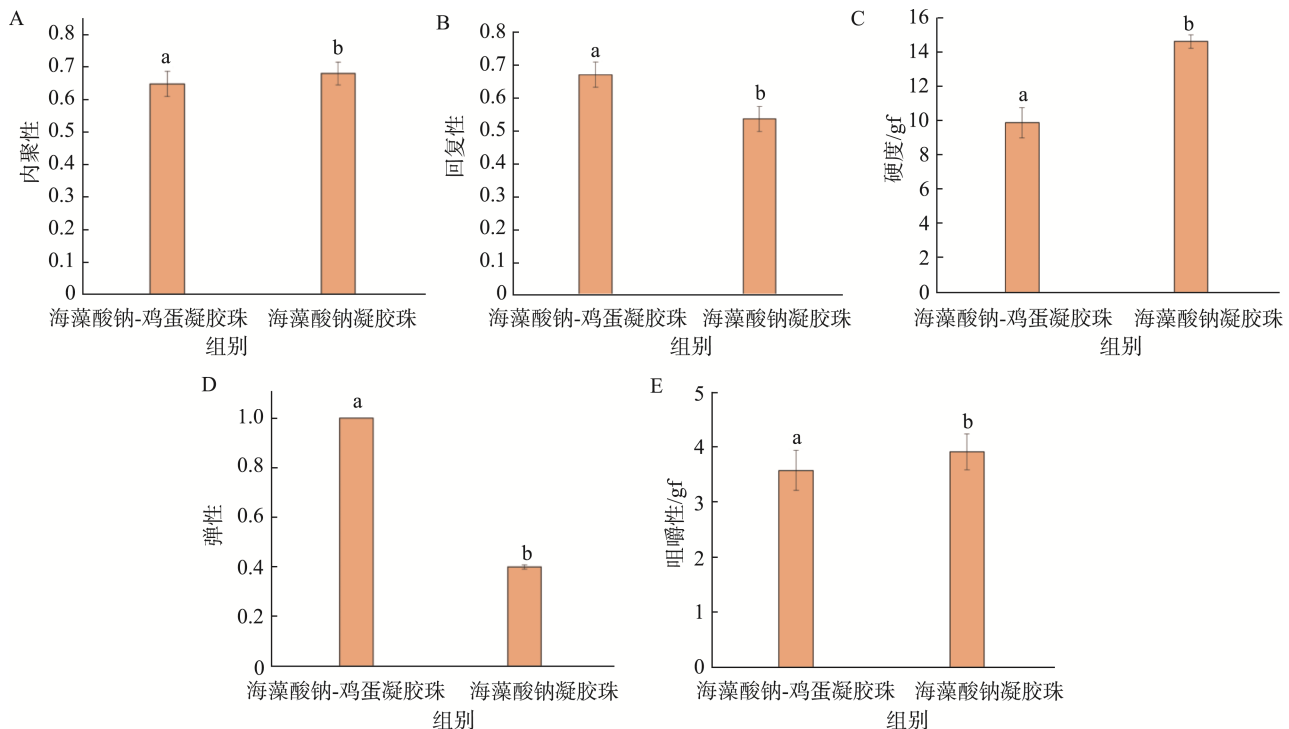 A
内聚性
0.8
0.7
0.6
0.5
0.4
0.3
0.2
0.1
0
a
b
海藻酸钠-鸡蛋凝胶珠 海藻酸钠凝胶珠
组别
B
回复性
0.8
0.7
0.6
0.5
0.4
0.3
0.2
0.1
0
a
b
海藻酸钠-鸡蛋凝胶珠 海藻酸钠凝胶珠
组别
C
硬度/gf
16
14
12
10
8
6
4
2
0
a
b
海藻酸钠-鸡蛋凝胶珠 海藻酸钠凝胶珠
组别
D
弹性
1.0
0.8
0.6
0.4
0.2
0
a
b
海藻酸钠-鸡蛋凝胶珠 海藻酸钠凝胶珠
组别
E
咀嚼性/gf
5
4
3
2
1
0
a
b
海藻酸钠-鸡蛋凝胶珠 海藻酸钠凝胶珠
组别